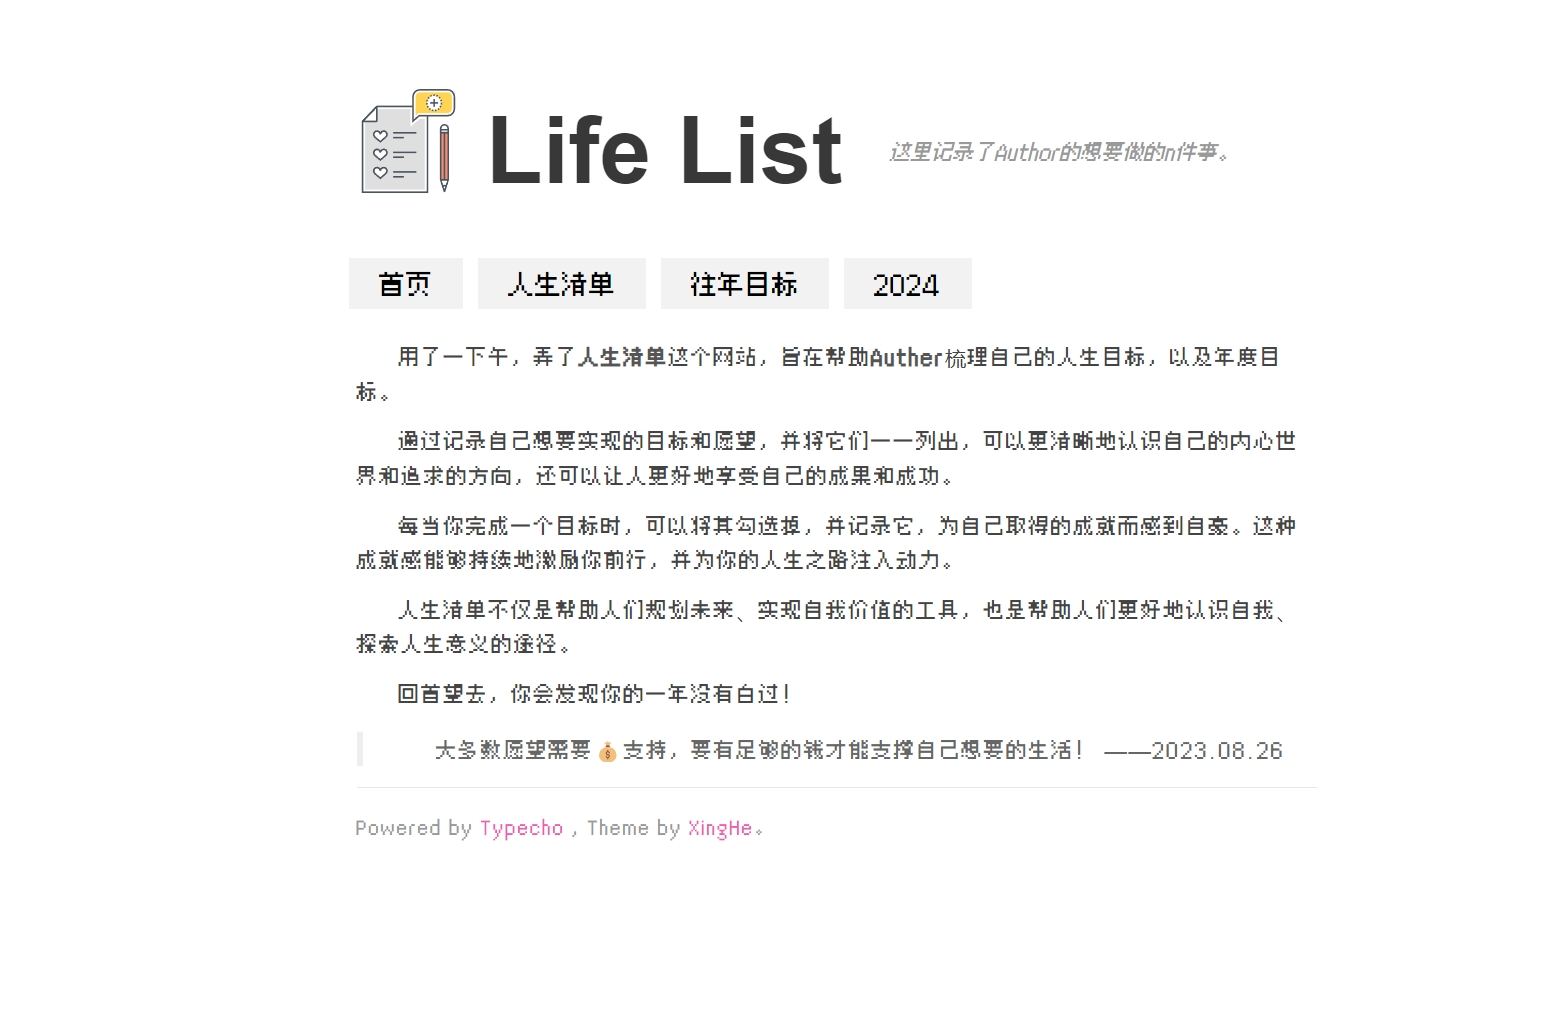 Life List
这里记录了Author的想要做的n件事。
首页 人生清单 往年目标 2024
用了一下午，弄了人生清单这个网站，旨在帮助Auther梳理自己的人生目标，以及年度目
标。
通过记录自己想要实现的目标和愿望，并将它们一一列出，可以更清晰地认识自己的内心世
界和追求的方向，还可以让人更好地享受自己的成果和成功。
每当你完成一个目标时，可以将其勾选掉，并记录它，为自己取得的成就而感到自豪。这种
成就感能够持续地激励你前行，并为你的人生之路注入动力。
人生清单不仅是帮助人们规划未来、实现自我价值的工具，也是帮助人们更好地认识自我、
探索人生意义的途径。
回首望去，你会发现你的一年没有白过！
大多数愿望需要💰支持，要有足够的钱才能支撑自己想要的生活！ ——2023.08.26
Powered by Typecho , Theme by XingHe。